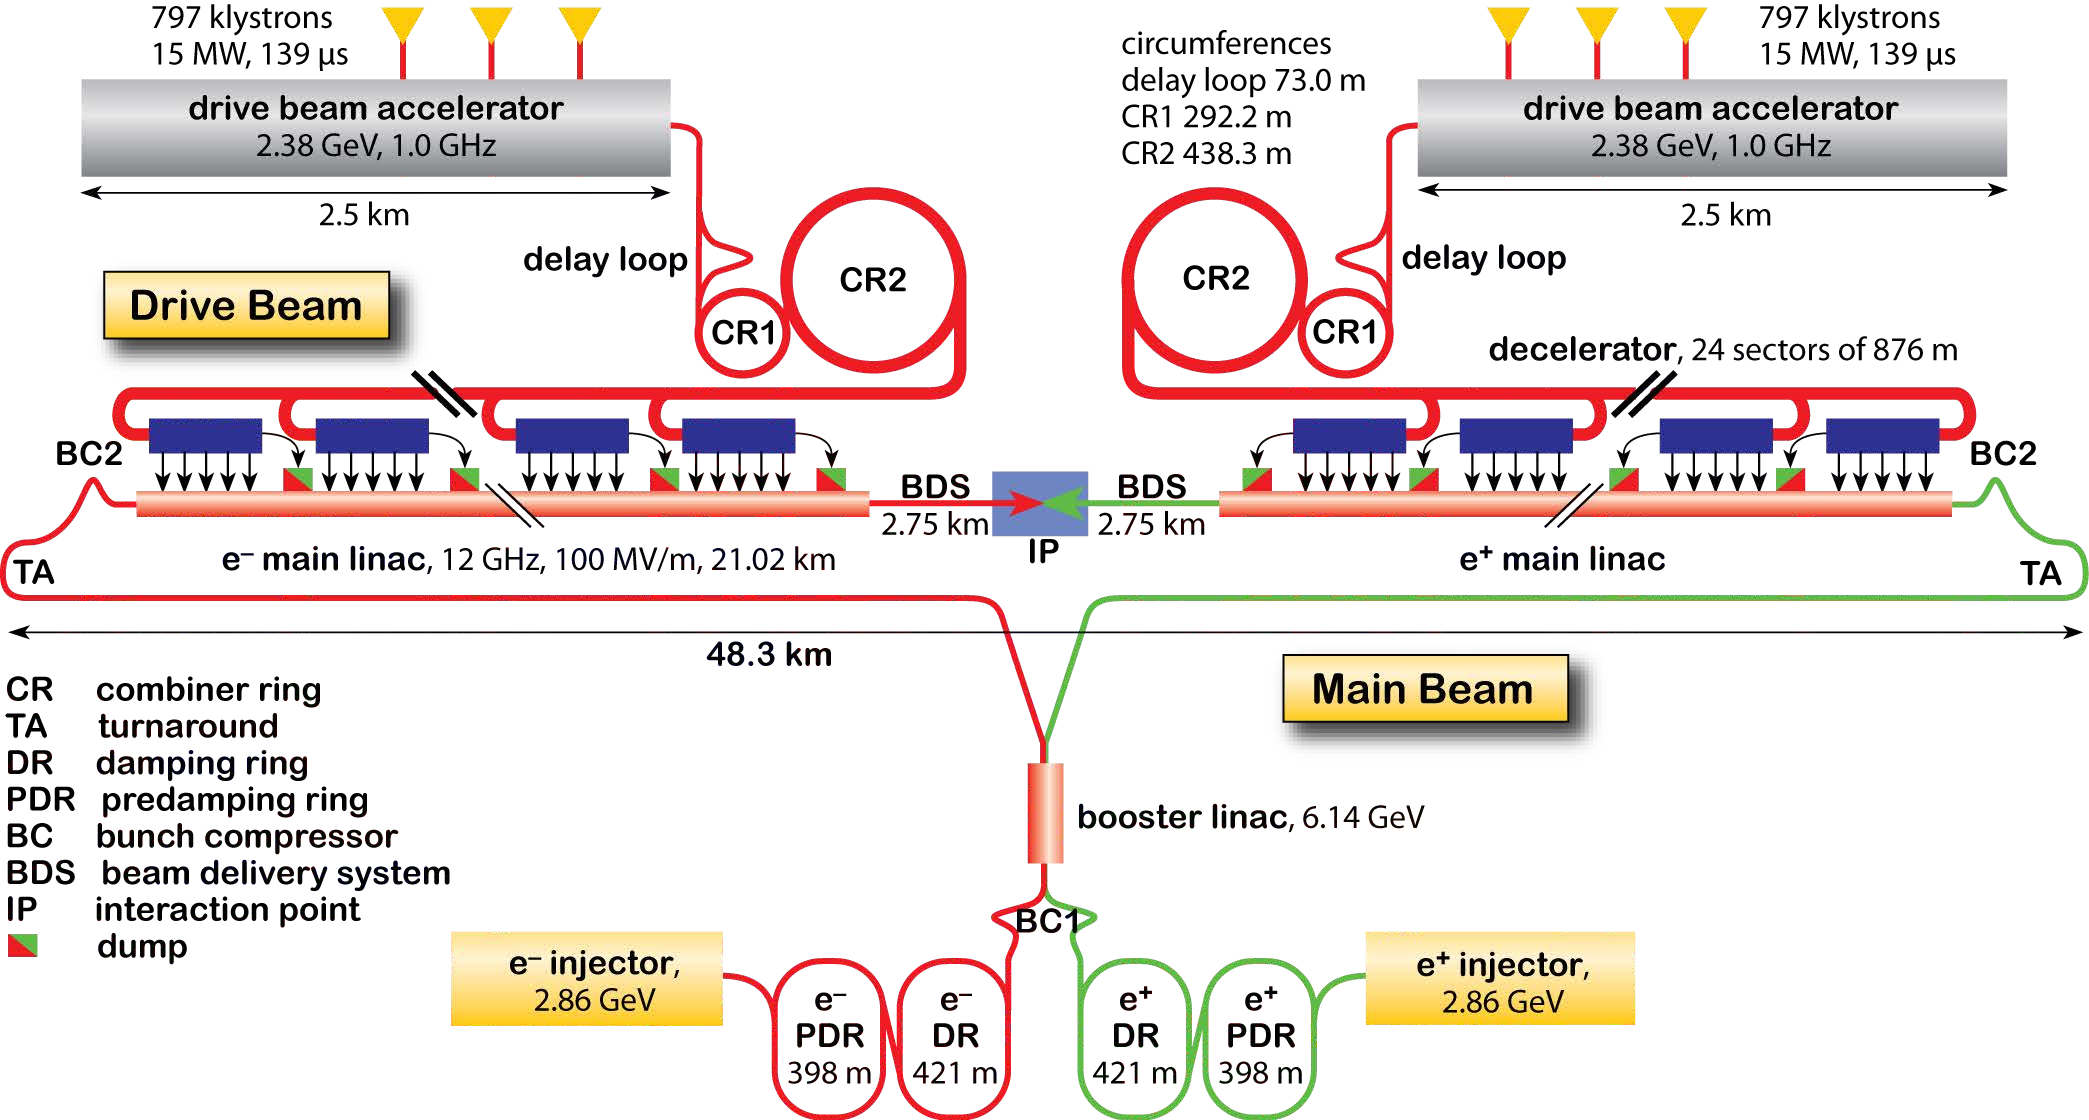 797 klystrons
15 MW, 139 µs
drive beam accelerator
2.38 GeV, 1.0 GHz
2.5 km
delay loop
CR1
CR2
Drive Beam
circumferences
delay loop 73.0 m
CR1 292.2 m
CR2 438.3 m
797 klystrons
15 MW, 139 µs
drive beam accelerator
2.38 GeV, 1.0 GHz
2.5 km
CR2
CR1
delay loop
decelerator, 24 sectors of 876 m
BC2
BC2
BDS
2.75 km
IP
BDS
2.75 km
TA
e– main linac, 12 GHz, 100 MV/m, 21.02 km
e+ main linac
TA
48.3 km
Main Beam
CR combiner ring
TA turnaround
DR damping ring
PDR predamping ring
BC bunch compressor
BDS beam delivery system
IP interaction point
dump
booster linac, 6.14 GeV
BC1
e– injector,
2.86 GeV
e–
PDR
398 m
e–
DR
421 m
e+
DR
421 m
e+
PDR
398 m
e+ injector,
2.86 GeV